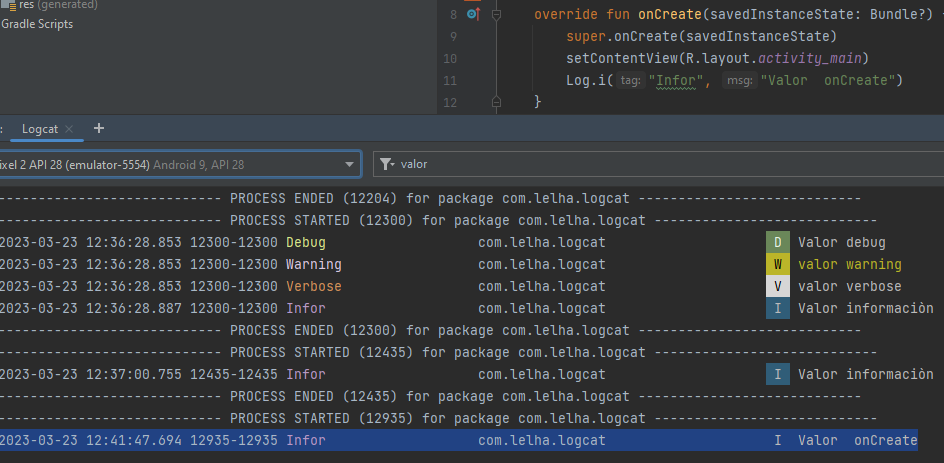 res (generated)
Gradle Scripts
8 override fun onCreate(savedInstanceState: Bundle?) {
9 super.onCreate(savedInstanceState)
10 setContentView(R.layout.activity_main)
11 Log.i( tag: "Infor", msg: "Valor  onCreate")
12 }
: Logcat × +
ixel 2 API 28 (emulator-5554) Android 9, API 28
valor
---------------------------- PROCESS ENDED (12204) for package com.lelha.logcat ----------------------------
---------------------------- PROCESS STARTED (12300) for package com.lelha.logcat ----------------------------
2023-03-23 12:36:28.853 12300-12300 Debug com.lelha.logcat D Valor debug
2023-03-23 12:36:28.853 12300-12300 Warning com.lelha.logcat W valor warning
2023-03-23 12:36:28.853 12300-12300 Verbose com.lelha.logcat V valor verbose
2023-03-23 12:36:28.887 12300-12300 Infor com.lelha.logcat I Valor informaciòn
---------------------------- PROCESS ENDED (12300) for package com.lelha.logcat ----------------------------
---------------------------- PROCESS STARTED (12435) for package com.lelha.logcat ----------------------------
2023-03-23 12:37:00.755 12435-12435 Infor com.lelha.logcat I Valor informaciòn
---------------------------- PROCESS ENDED (12435) for package com.lelha.logcat ----------------------------
---------------------------- PROCESS STARTED (12935) for package com.lelha.logcat ----------------------------
2023-03-23 12:41:47.694 12935-12935 Infor com.lelha.logcat I Valor  onCreate